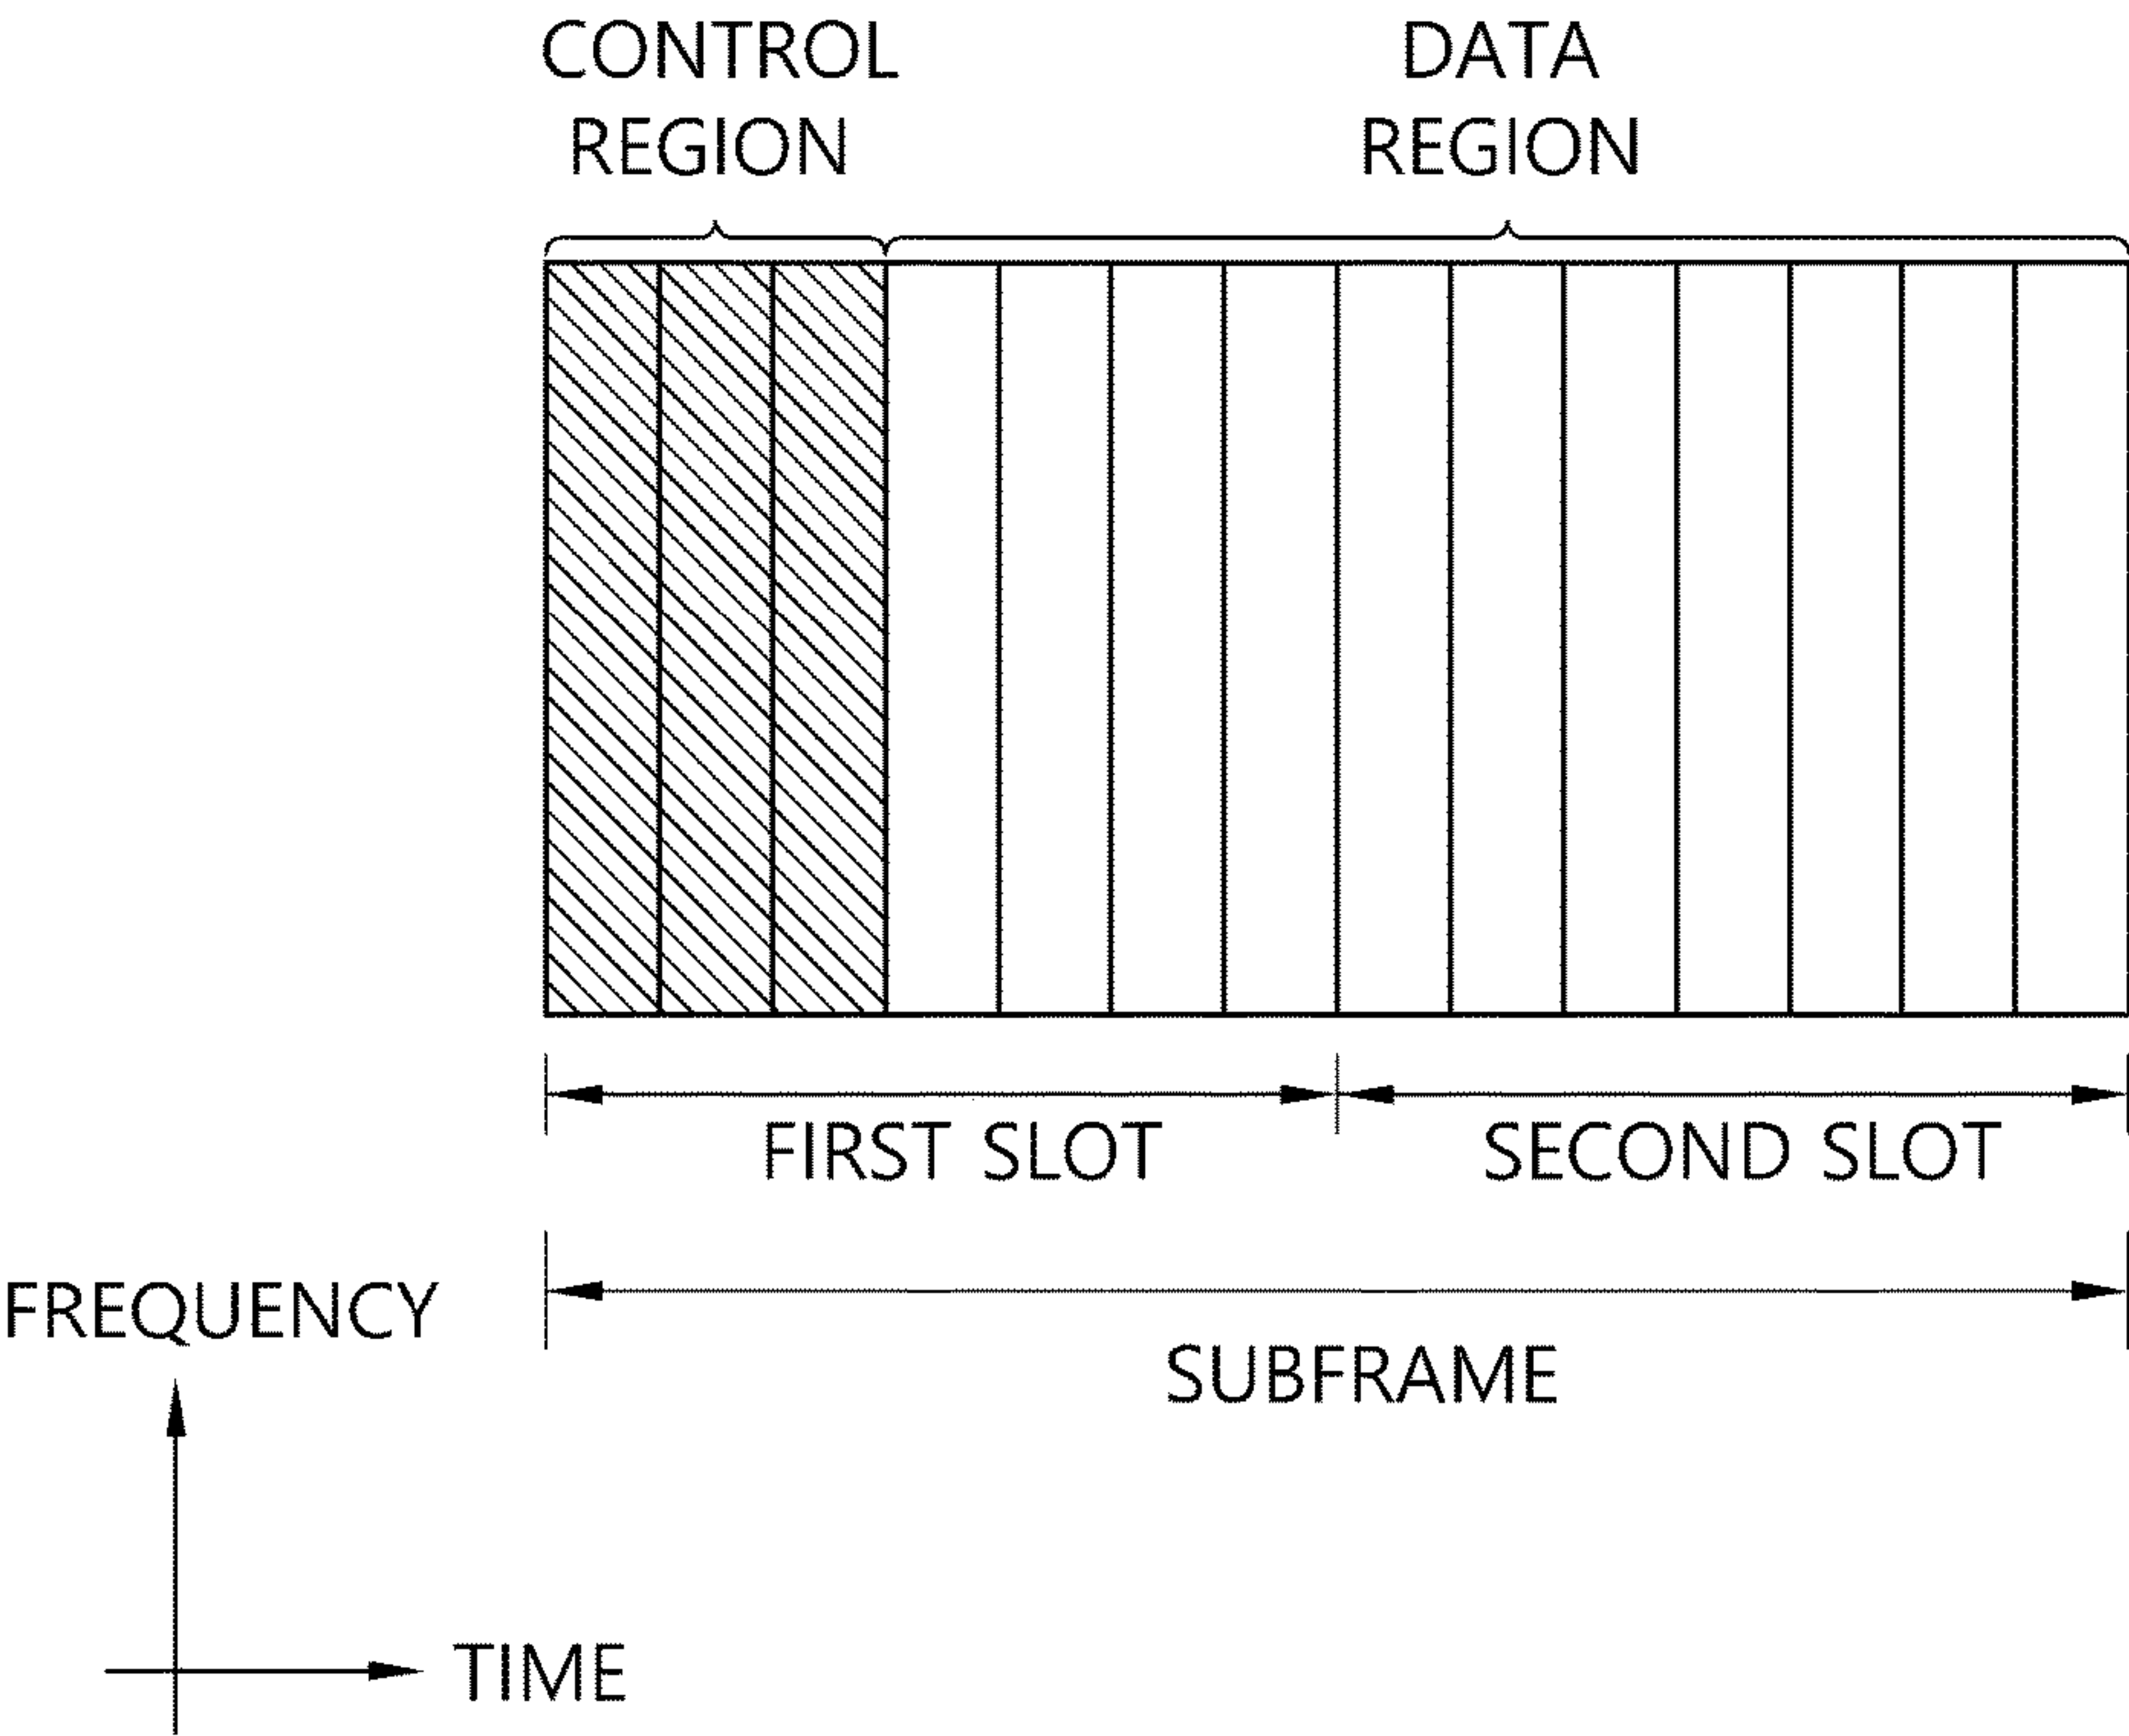 CONTROL
REGION
DATA
REGION
FIRST SLOT
SECOND SLOT
SUBFRAME
FREQUENCY
TIME